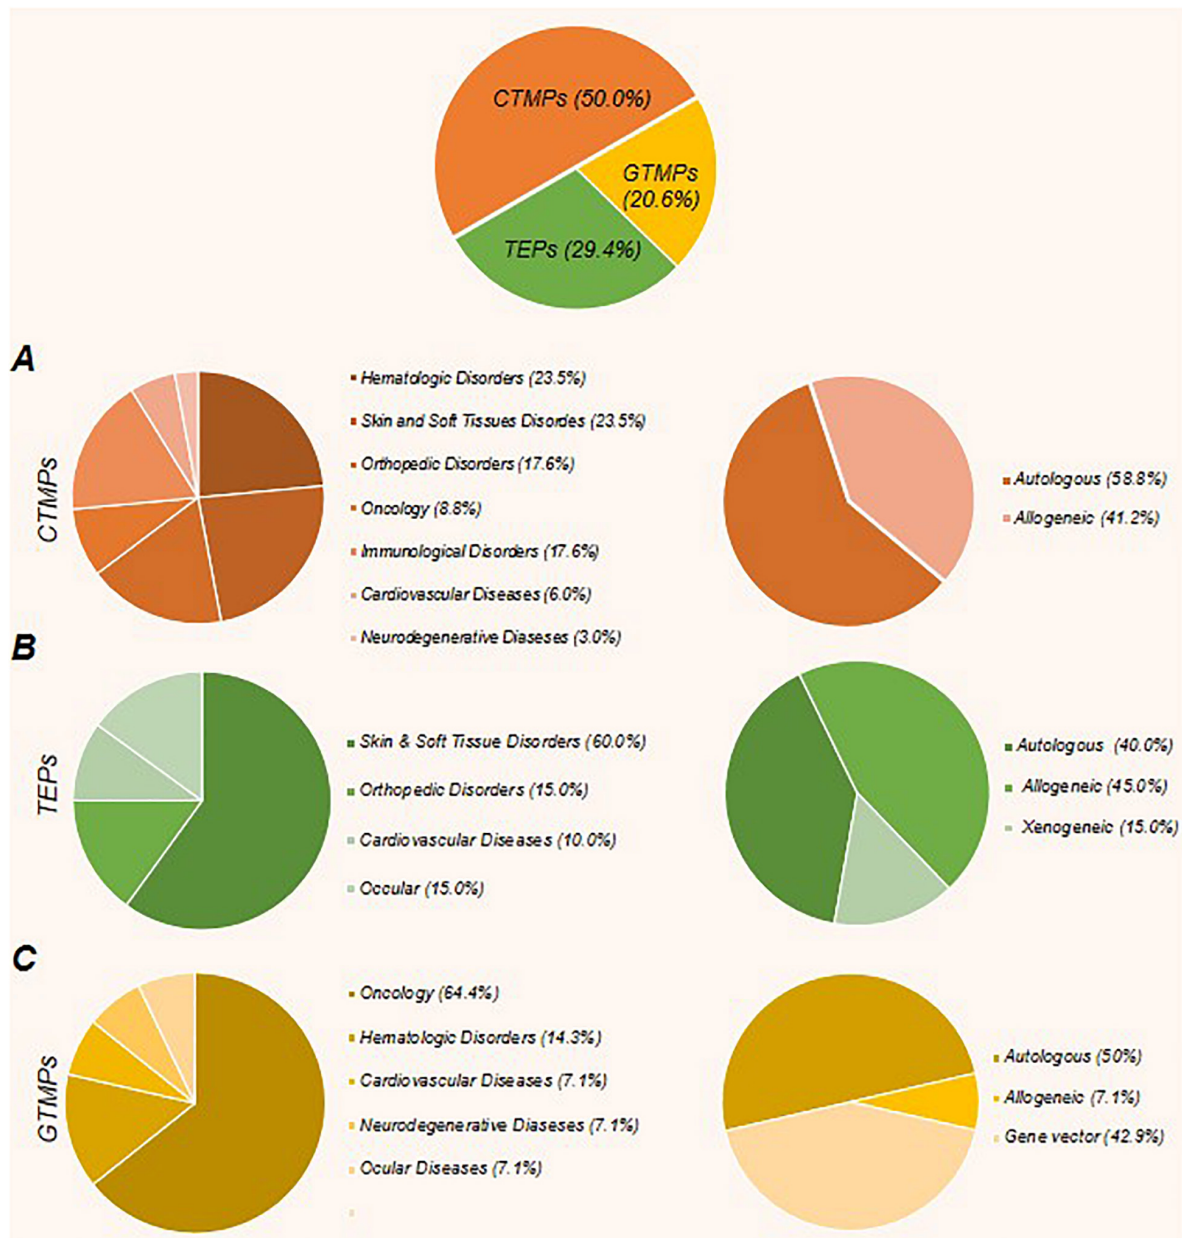 CTMPs (50.0%)
GTMPs
(20.6%)
TEPs (29.4%)
A
CTMPs
Hematologic Disorders (23.5%)
Skin and Soft Tissues Disordes (23.5%)
Orthopedic Disorders (17.6%)
Oncology (8.8%)
Immunological Disorders (17.6%)
Cardiovascular Diseases (6.0%)
Neurodegenerative Diaseses (3.0%)
Autologous (58.8%)
Allogeneic (41.2%)
B
TEPs
Skin & Soft Tissue Disorders (60.0%)
Orthopedic Disorders (15.0%)
Cardiovascular Diseases (10.0%)
Occular (15.0%)
Autologous (40.0%)
Allogeneic (45.0%)
Xenogeneic (15.0%)
C
GTMPs
Oncology (64.4%)
Hematologic Disorders (14.3%)
Cardiovascular Diseases (7.1%)
Neurodegenerative Diaseses (7.1%)
Ocular Diseases (7.1%)
Autologous (50%)
Allogeneic (7.1%)
Gene vector (42.9%)